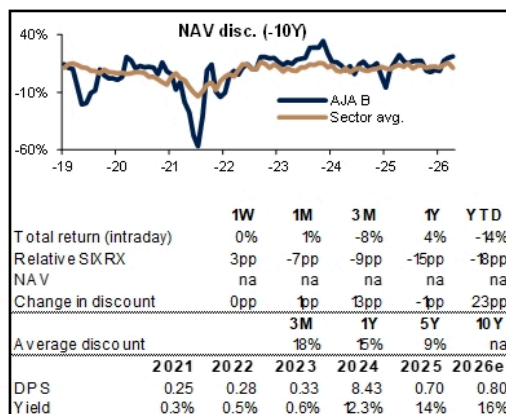 NAV disc. (-10Y)
40%
-10%
-60%
AJA B
Sector avg.
-19 -20 -21 -22 -23 -24 -25 -26
1W 1M 3M 1Y YTD
Total return (intraday) 0% 1% -8% 4% -14%
Relative SIXRX 3pp -7pp -9pp -15pp -18pp
NAV na na na na na
Change in discount 0pp 1pp 13pp -1pp 23pp
3M 1Y 5Y 10Y
Average discount 18% 15% 9% na
2021 2022 2023 2024 2025 2026e
DPS 0.25 0.28 0.33 8.43 0.70 0.80
Yield 0.3% 0.5% 0.6% 12.3% 1.4% 1.6%